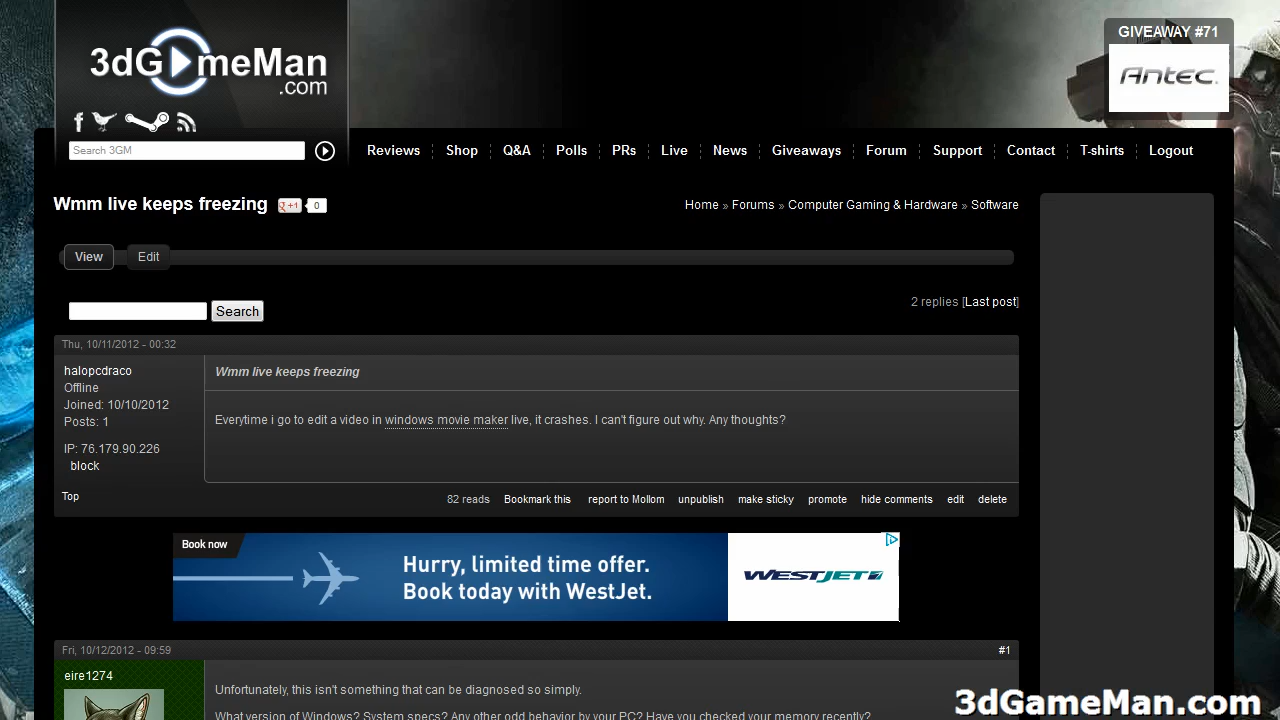 GIVEAWAY #71
3dGameMan
.com
Antec.
Search 3GM
Reviews Shop Q&A Polls PRs Live News Giveaways Forum Support Contact T-shirts Logout
Wmm live keeps freezing +1 0
Home » Forums » Computer Gaming & Hardware » Software
View Edit
Search
2 replies [Last post]
Thu, 10/11/2012 - 00:32
halopcdraco
Offline
Joined: 10/10/2012
Posts: 1
IP: 76.179.90.226
block
Top
Wmm live keeps freezing
Everytime i go to edit a video in windows movie maker live, it crashes. I can't figure out why. Any thoughts?
82 reads Bookmark this report to Mollom unpublish make sticky promote hide comments edit delete
Book now
Hurry, limited time offer.
Book today with WestJet.
WESTJET
Fri, 10/12/2012 - 09:59 #1
eire1274
Unfortunately, this isn't something that can be diagnosed so simply.
What version of Windows? System specs? Any other odd behavior by your PC? Have you checked your memory recently?
3dGameMan.com